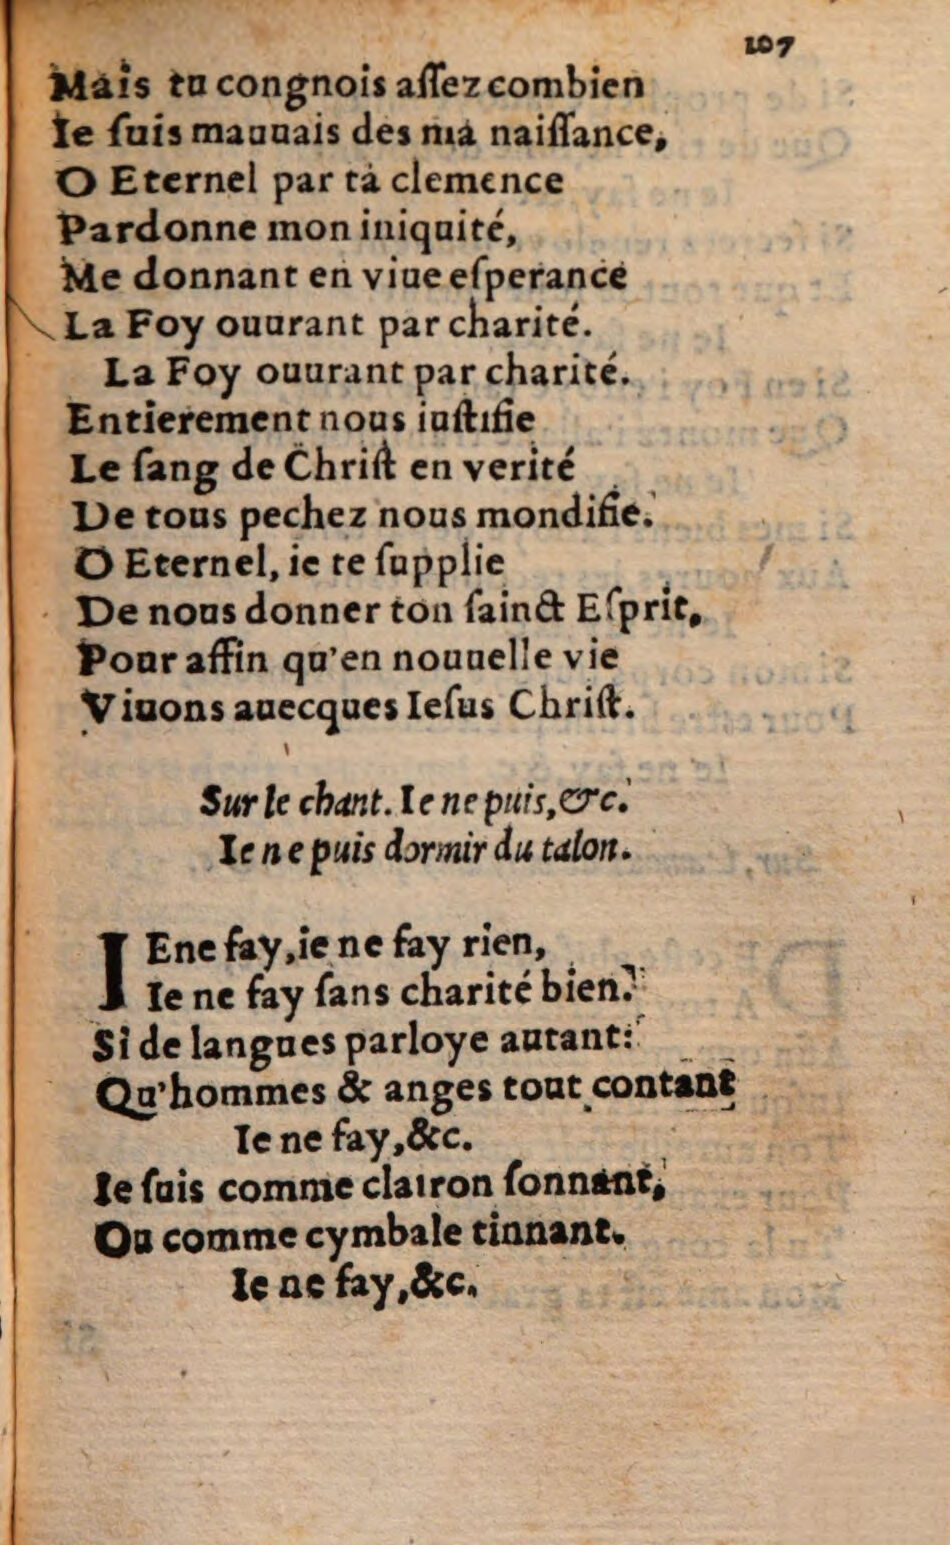 107
Mais tu congnois aſſez combien
Ie ſuis mauuais des ma naiſſance,
O Eternel par ta clemence
Pardonne mon iniquité,
Me donnant en viue eſperance
La Foy ouurant par charité.
La Foy ouurant par charité.
Entierement nous iuſtifie
Le ſang de Chriſt en verité
De tous pechez nous mondifie.
O Eternel, ie te ſupplie
De nous donner ton ſainct Eſprit,
Pour affin qu'en nouuelle vie
Viuons auecques Ieſus Chriſt.
Sur le chant. Ie ne puis, &c.
Ie ne puis dormir du talon.
IEne fay, ie ne fay rien,
Ie ne fay ſans charité bien.
Si de langues parloye autant:
Qu'hommes & anges tout contant
Ie ne fay, &c.
Ie ſuis comme clairon ſonnant,
Ou comme cymbale tinnant.
Ie ne fay, &c.
Si